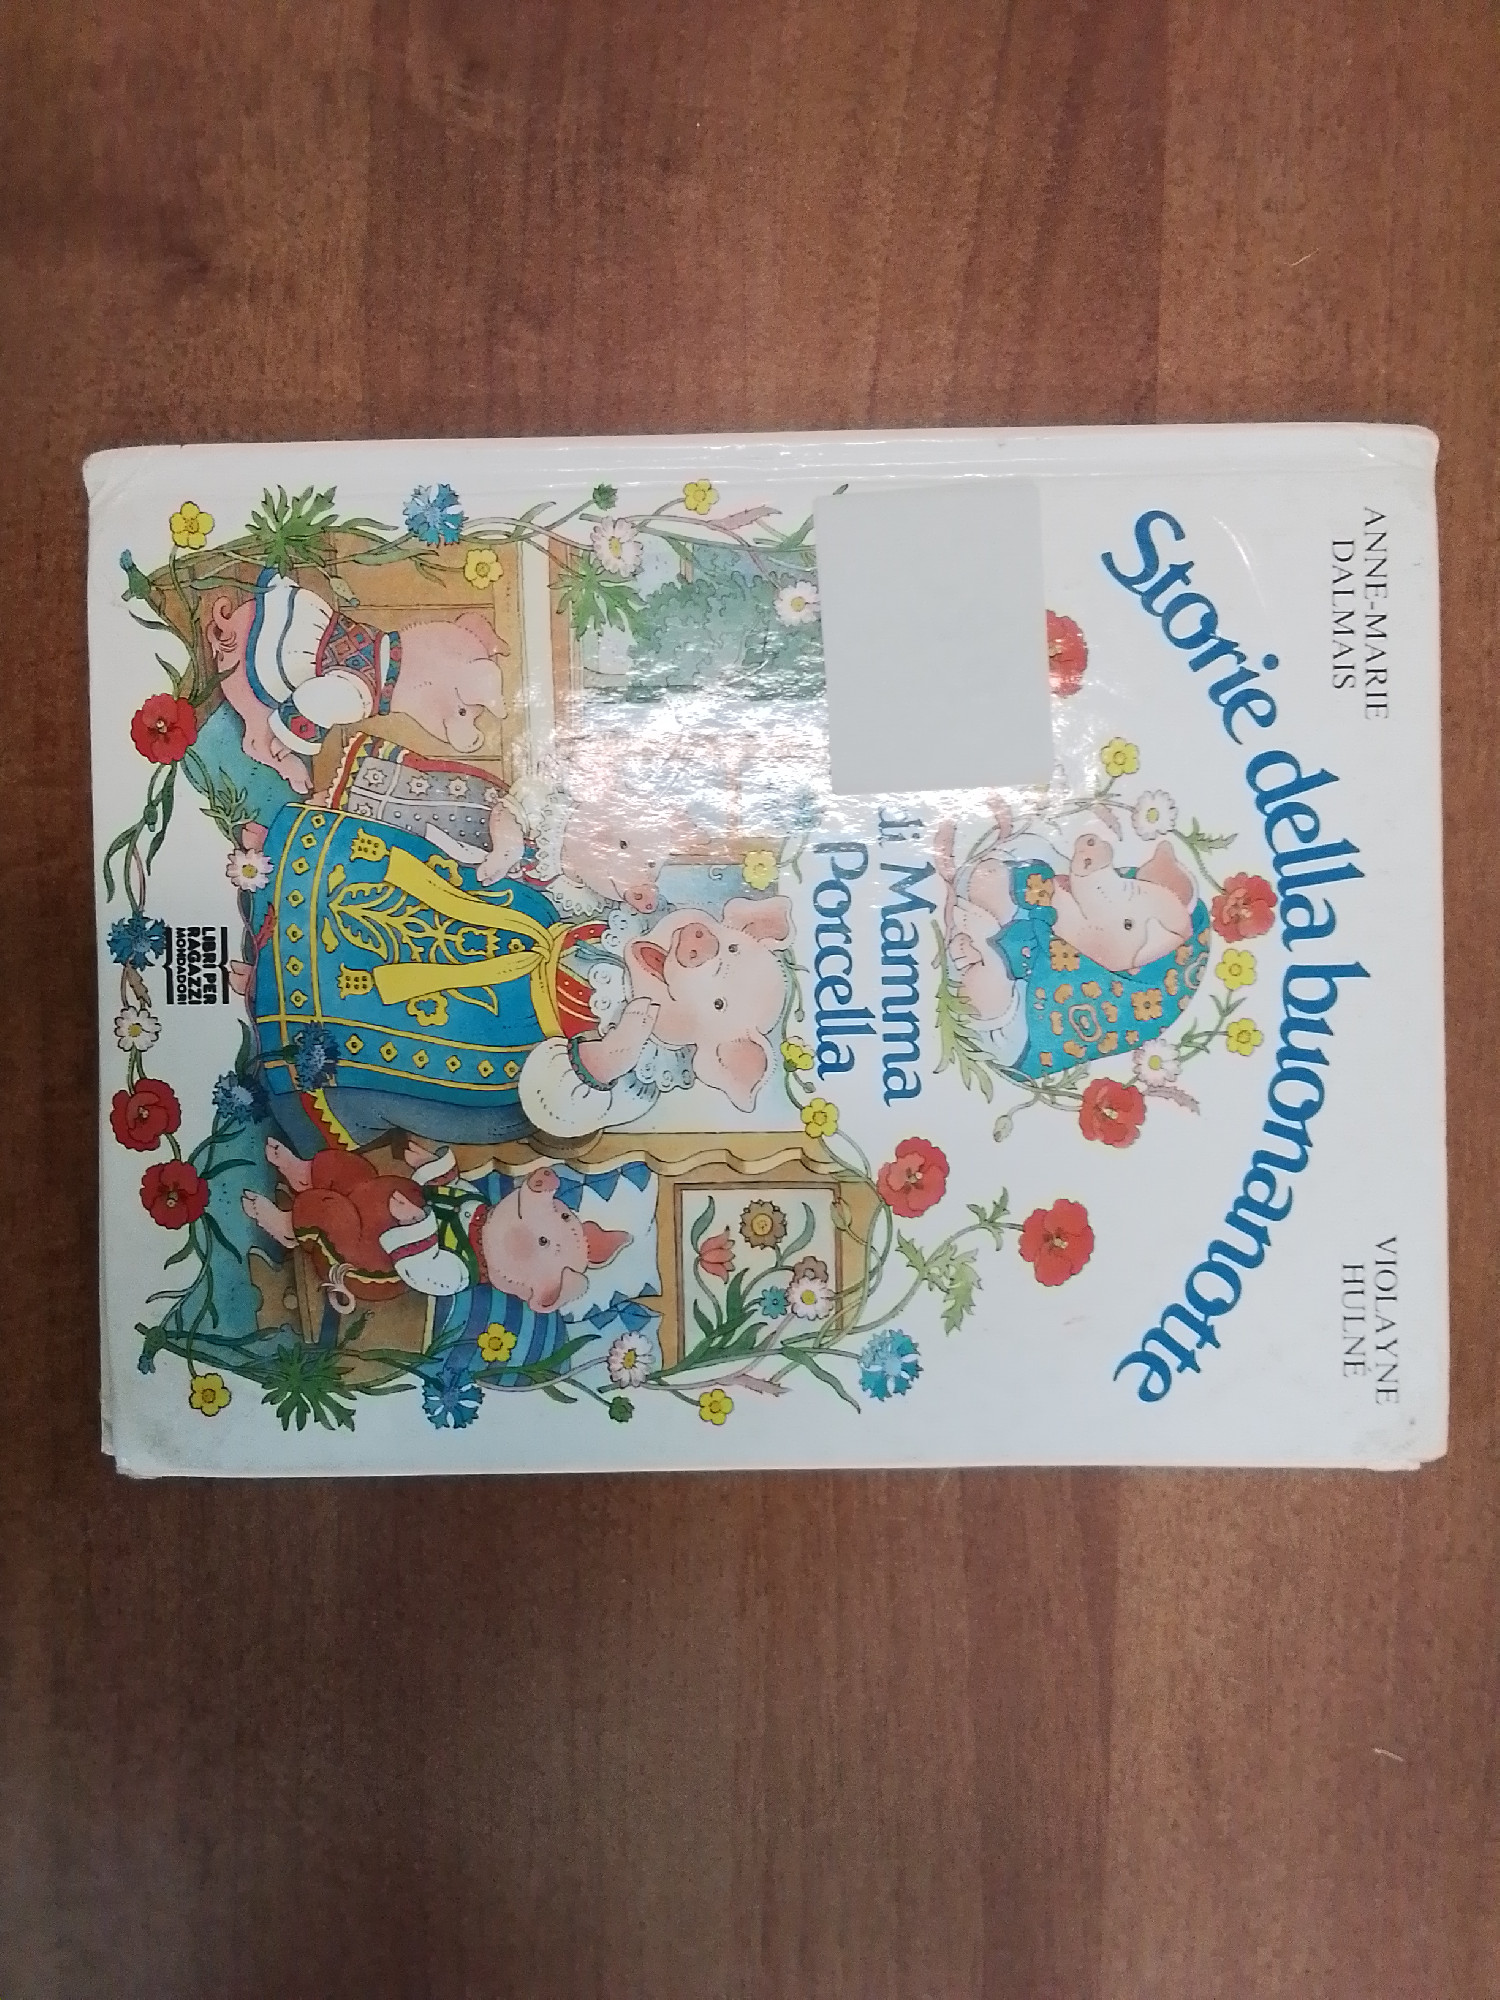 ANNE-MARIE
DALMAIS
VIOLAYNE
HULNÉ
Storie della buonanotte
di Mamma
Porcella
LIBRI PER
RAGAZZI
MONDADORI